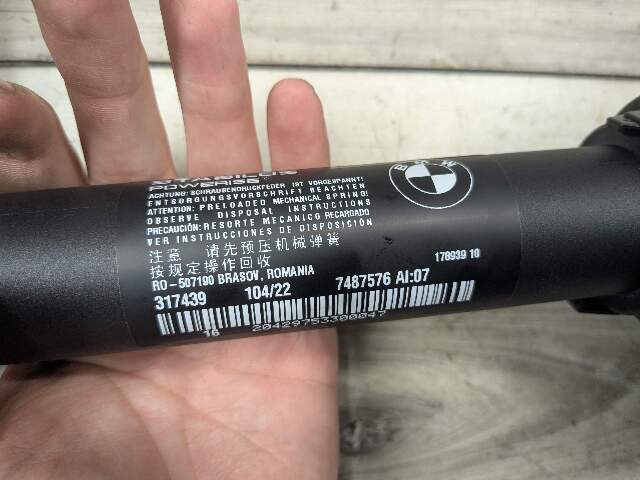 STABILUS
POWERISE
ACHTUNG: SCHRAUBENDRUCKFEDER IST VORGESPANNT!
ENTSORGUNGSVORSCHRIFT BEACHTEN
ATTENTION: PRELOADED MECHANICAL SPRING!
OBSERVE DISPOSAL INSTRUCTIONS
PRECAUCIÓN: RESORTE MECANICO RECARGADO
VER INSTRUCCIONES DE DISPOSICIÓN
注意 请先预压机械弹簧
按规定操作回收
RO-507190 BRASOV, ROMANIA
BMW
178939 10
317439 104/22 7487576 AI:07
16 20429753300047